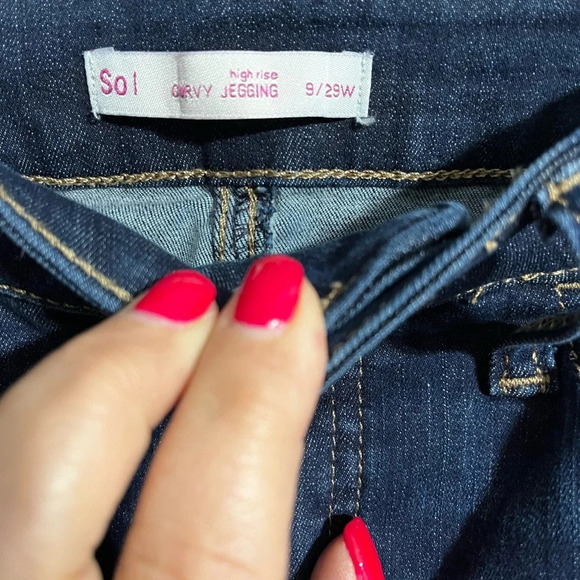 So
high rise
CURVY JEGGING
9/29W